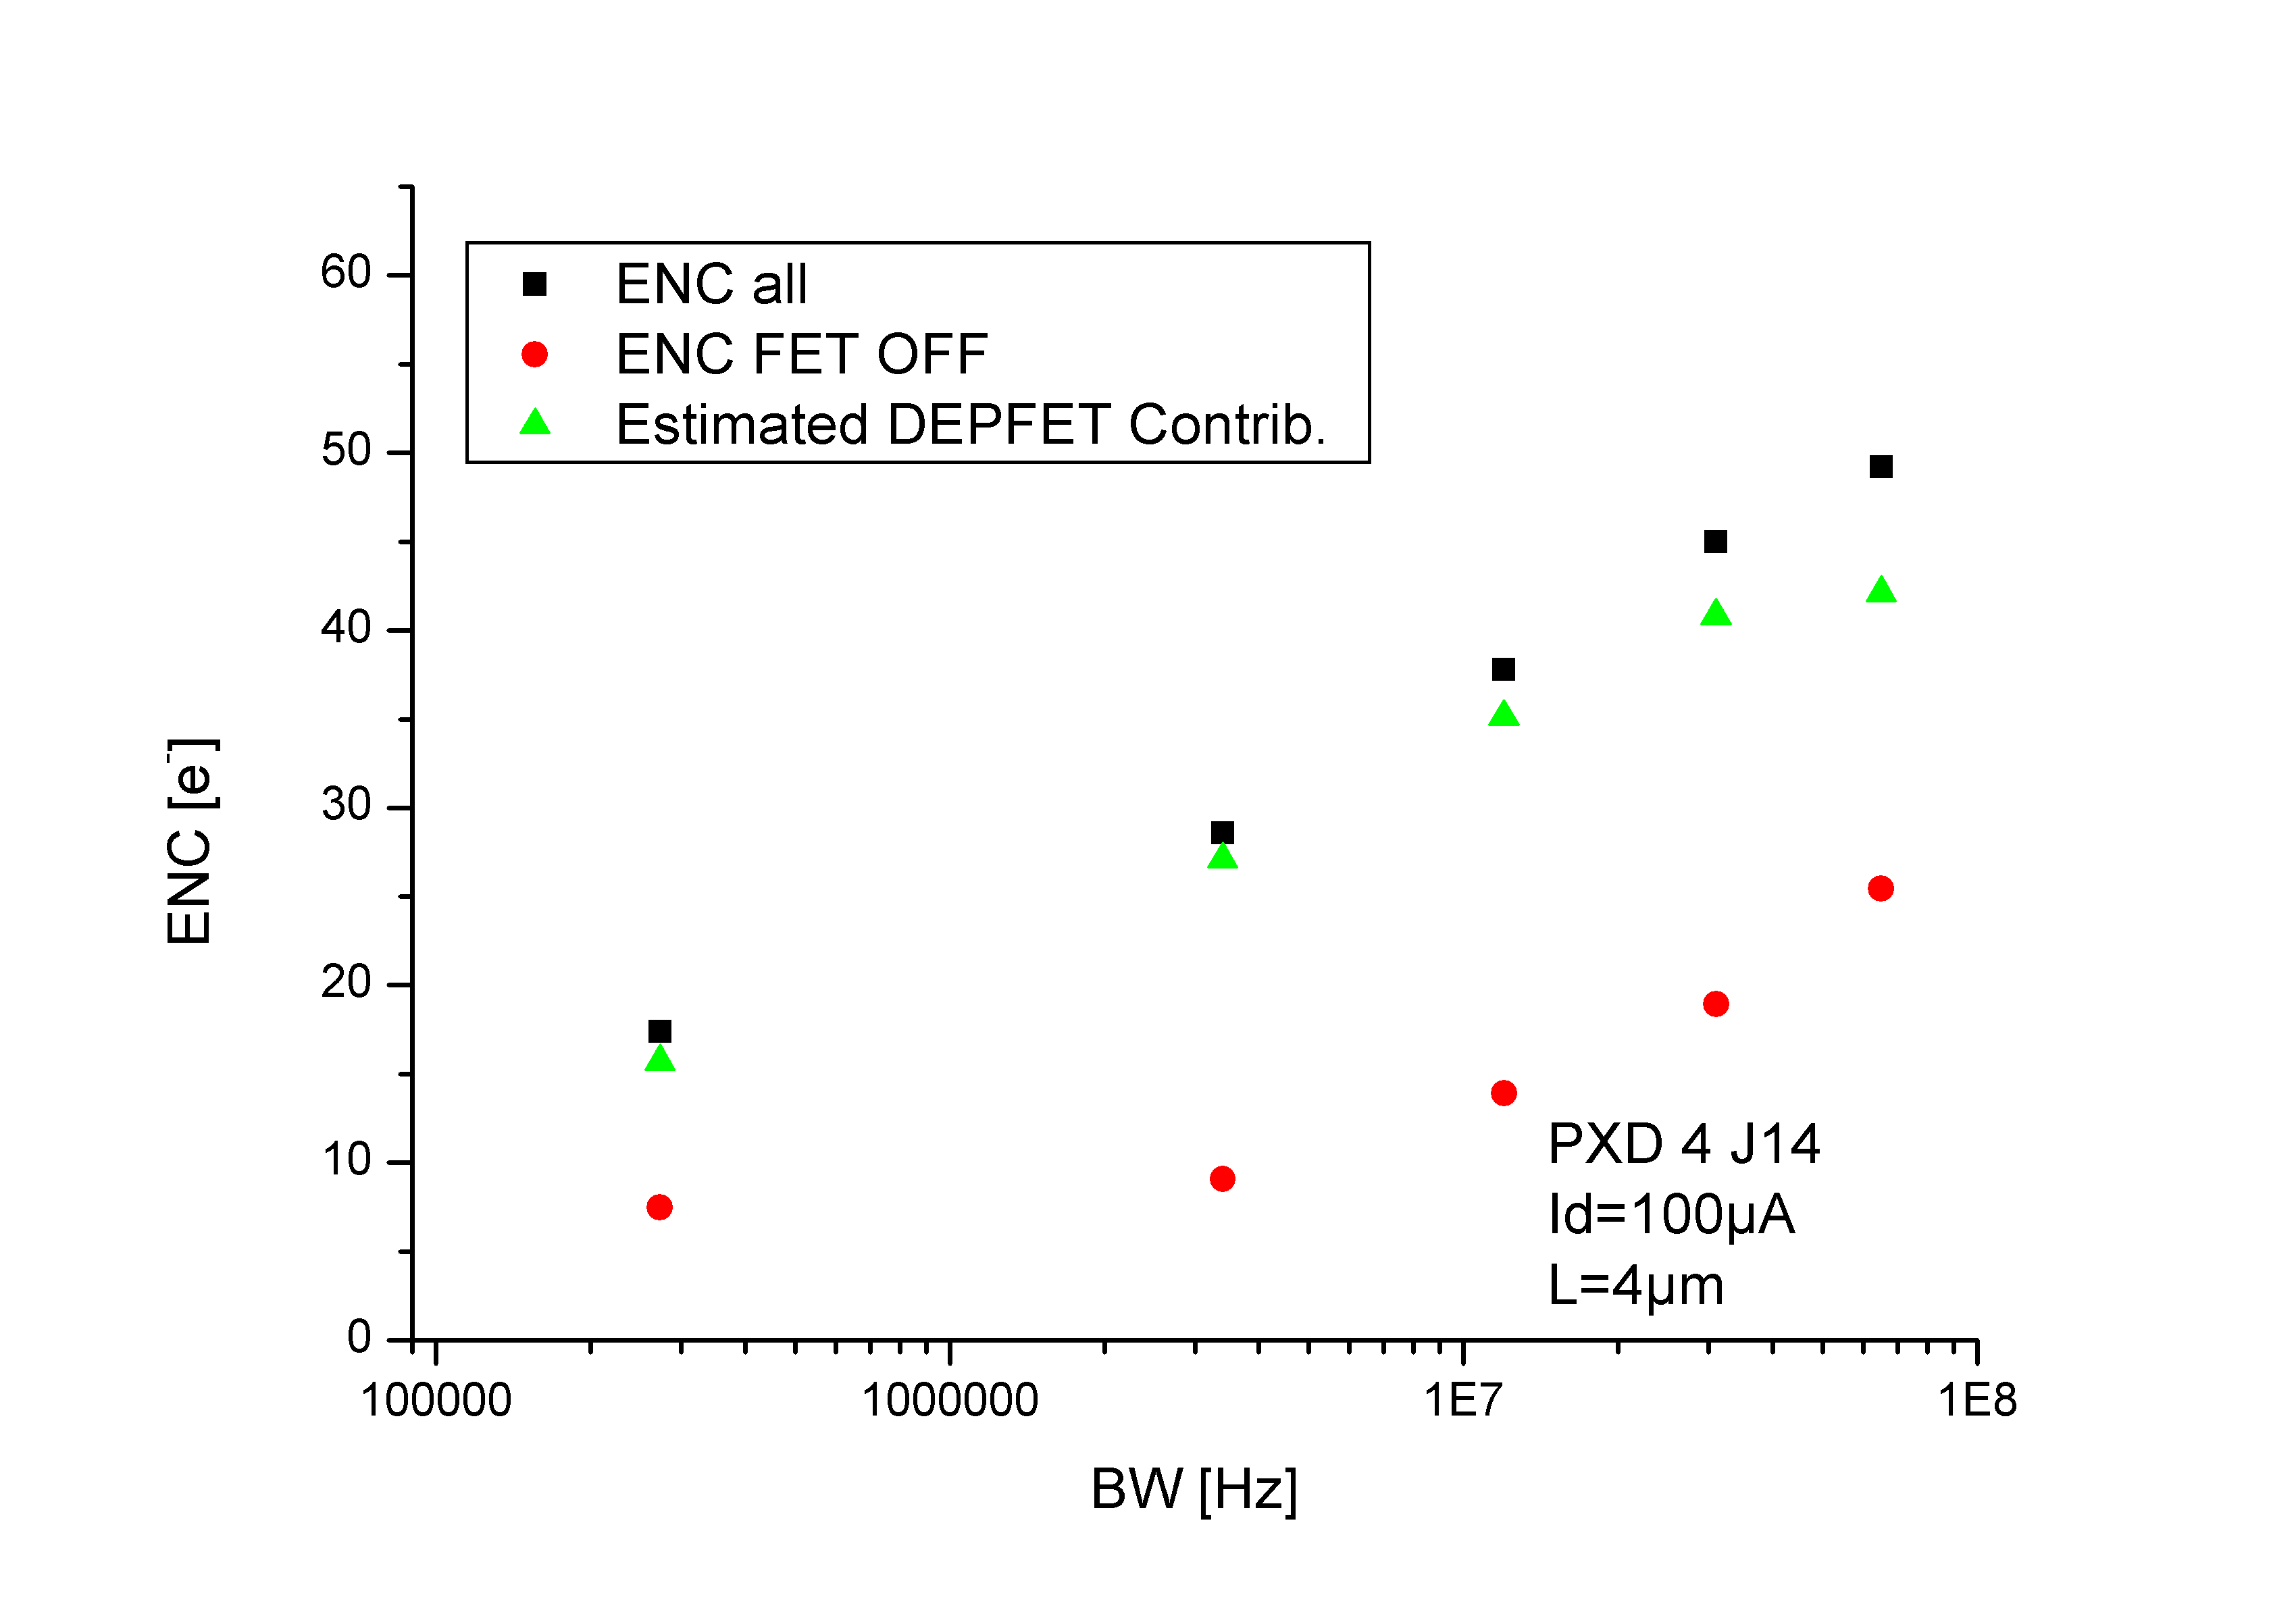 ENC all
ENC FET OFF
Estimated DEPFET Contrib.
60
50
40
30
20
10
0
ENC [e⁻]
PXD 4 J14
Id=100µA
L=4µm
100000
1000000
1E7
1E8
BW [Hz]